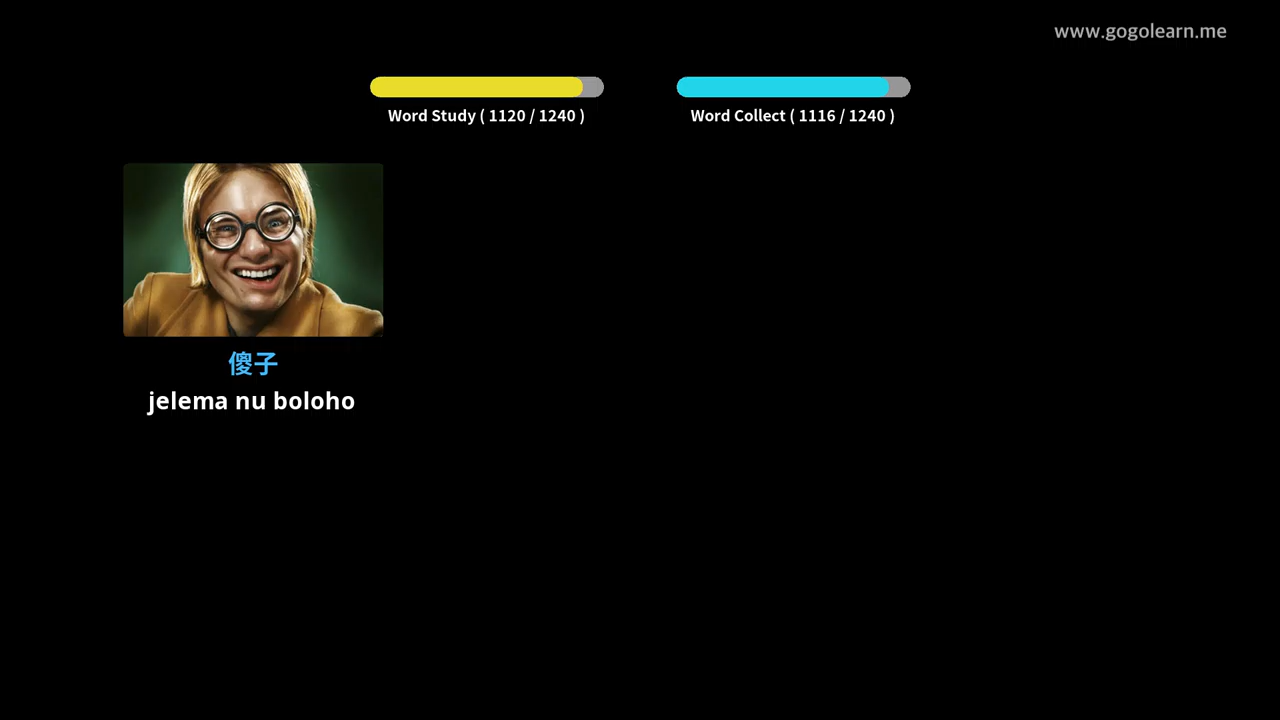 www.gogolearn.me
Word Study ( 1120 / 1240 )
Word Collect ( 1116 / 1240 )
傻子
jelema nu boloho